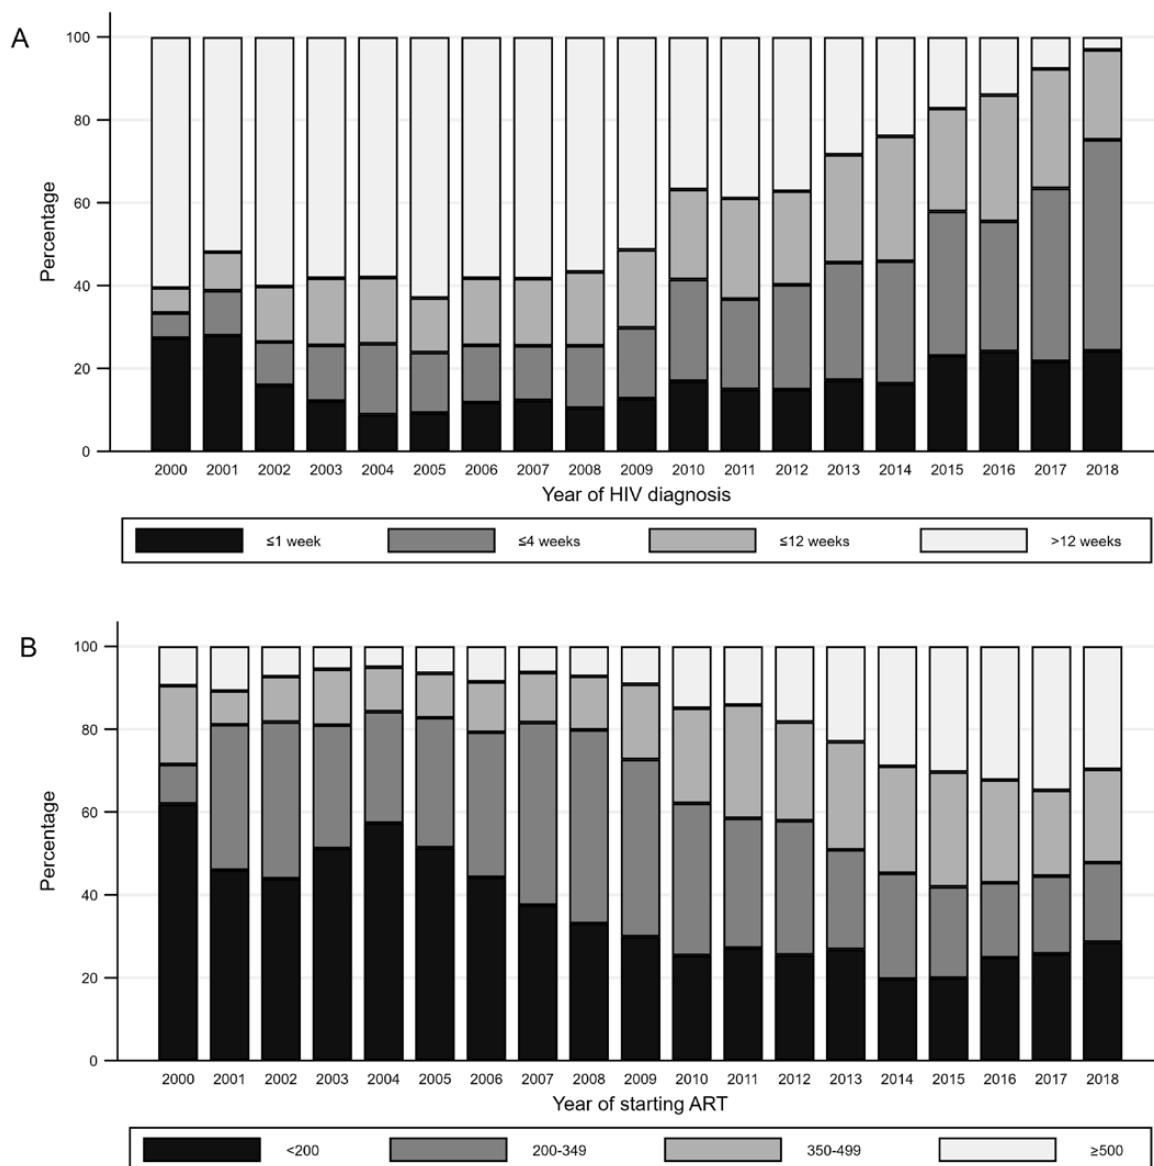 A
100
80
60
40
20
0
Percentage
2000 2001 2002 2003 2004 2005 2006 2007 2008 2009 2010 2011 2012 2013 2014 2015 2016 2017 2018
Year of HIV diagnosis
≤1 week ≤4 weeks ≤12 weeks >12 weeks
B
100
80
60
40
20
0
Percentage
2000 2001 2002 2003 2004 2005 2006 2007 2008 2009 2010 2011 2012 2013 2014 2015 2016 2017 2018
Year of starting ART
<200 200-349 350-499 ≥500